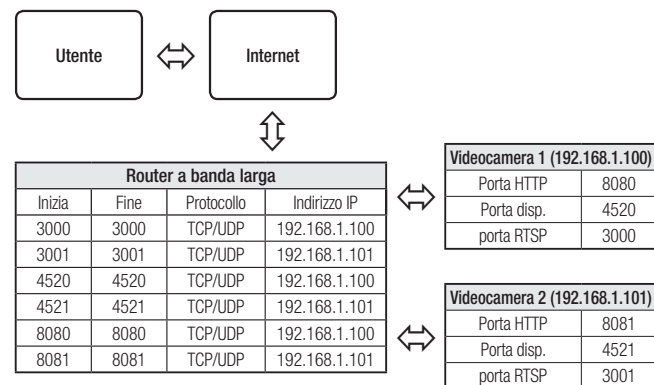 Utente
Internet
Router a banda larga
Inizia Fine Protocollo Indirizzo IP
3000 3000 TCP/UDP 192.168.1.100
3001 3001 TCP/UDP 192.168.1.101
4520 4520 TCP/UDP 192.168.1.100
4521 4521 TCP/UDP 192.168.1.101
8080 8080 TCP/UDP 192.168.1.100
8081 8081 TCP/UDP 192.168.1.101
Videocamera 1 (192.168.1.100)
Porta HTTP 8080
Porta disp. 4520
porta RTSP 3000
Videocamera 2 (192.168.1.101)
Porta HTTP 8081
Porta disp. 4521
porta RTSP 3001